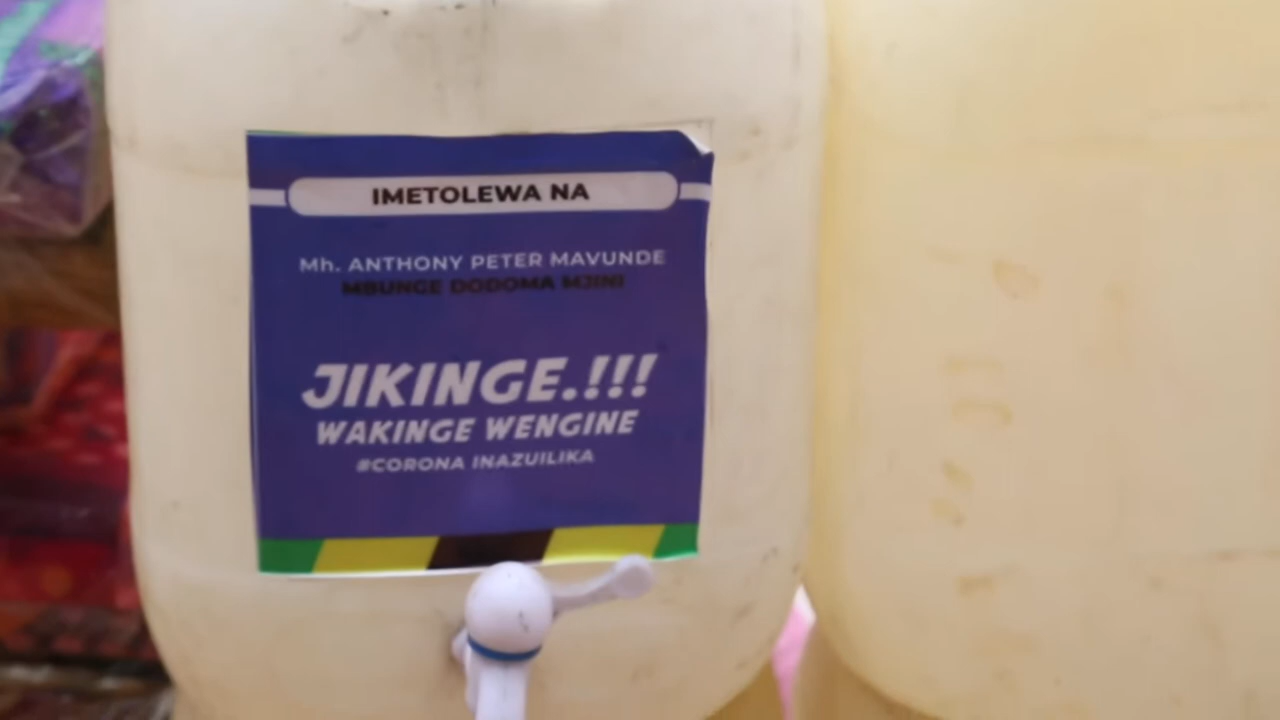 IMETOLEWA NA
Mh. ANTHONY PETER MAVUNDE
MBUNGE DODOMA MJINI
JIKINGE.!!!
WAKINGE WENGINE
#CORONA INAZUILIKA